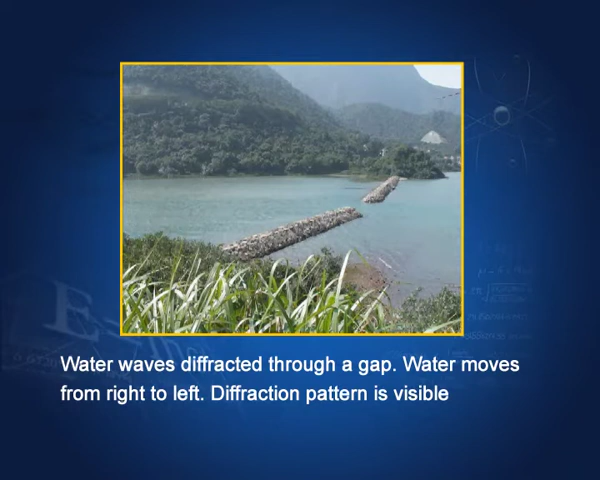 Water waves diffracted through a gap. Water moves
from right to left. Diffraction pattern is visible